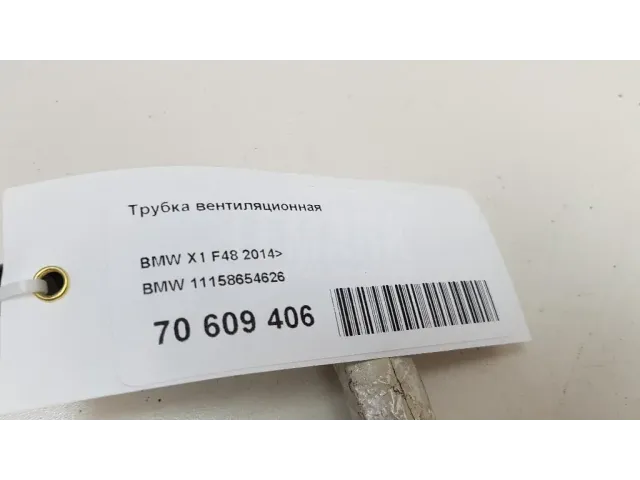 Трубка вентиляционная
BMW X1 F48 2014>
BMW 11158654626
70 609 406